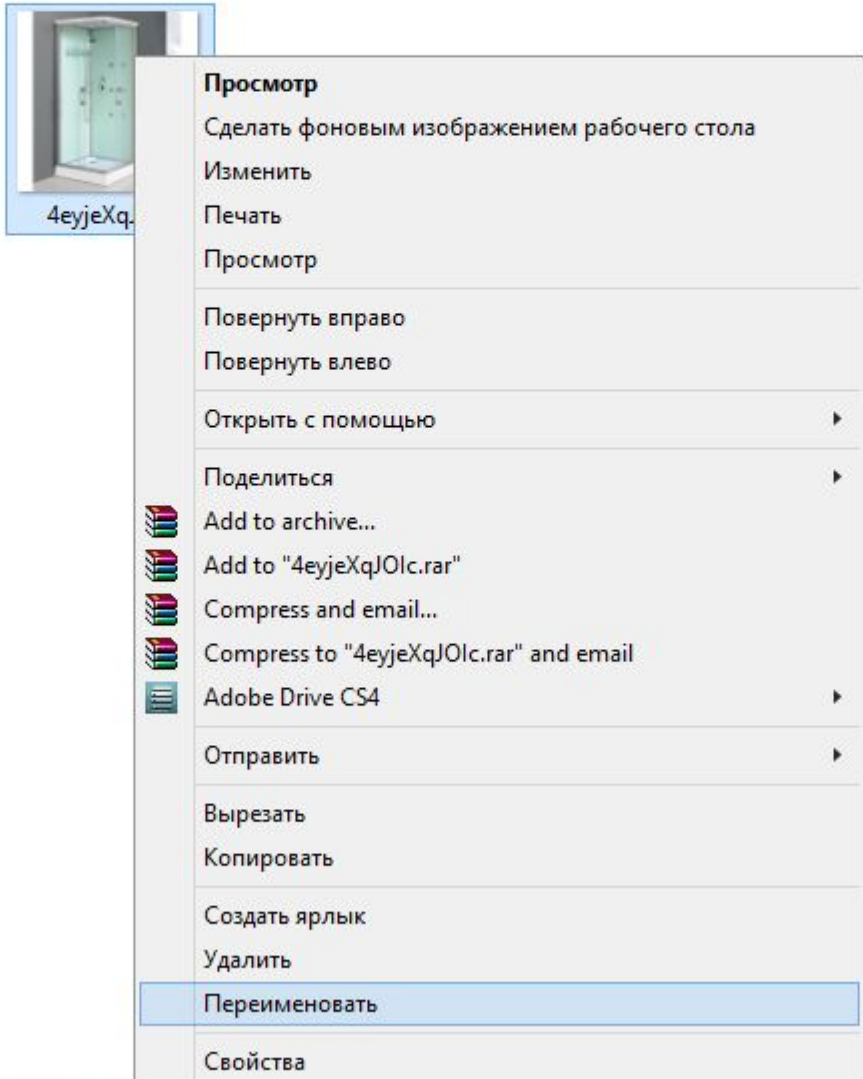 4eyjeXqJ
Просмотр
Сделать фоновым изображением рабочего стола
Изменить
Печать
Просмотр
Повернуть вправо
Повернуть влево
Открыть с помощью
Поделиться
Add to archive...
Add to "4eyjeXqJOIc.rar"
Compress and email...
Compress to "4eyjeXqJOIc.rar" and email
Adobe Drive CS4
Отправить
Вырезать
Копировать
Создать ярлык
Удалить
Переименовать
Свойства